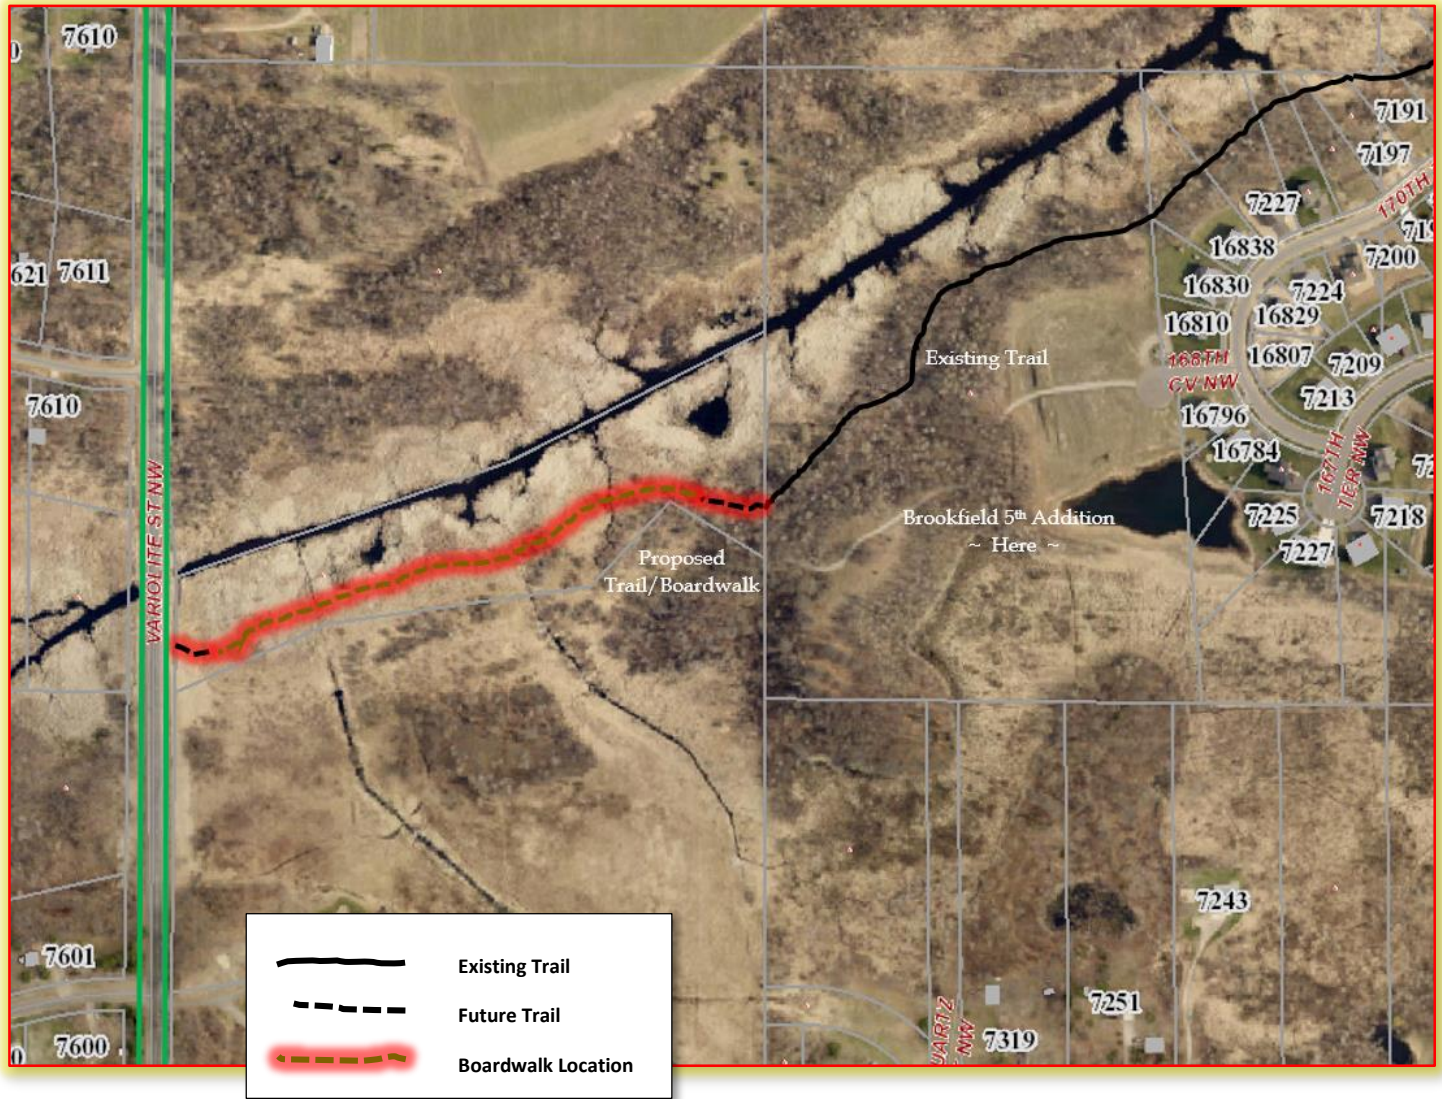 7610
7191
7197
170TH
7227
16838
7200
621 7611
16830
7224
16810
16829
Existing Trail
168TH
CV NW
16807
7209
7213
7610
16796
16784
167TH
TER NW
VARIOLITE ST NW
Brookfield 5th Addition
~ Here ~
7225
7218
7227
Proposed
Trail/Boardwalk
7243
7601
7251
7319
UARTZ
NW
7600
Existing Trail
Future Trail
Boardwalk Location